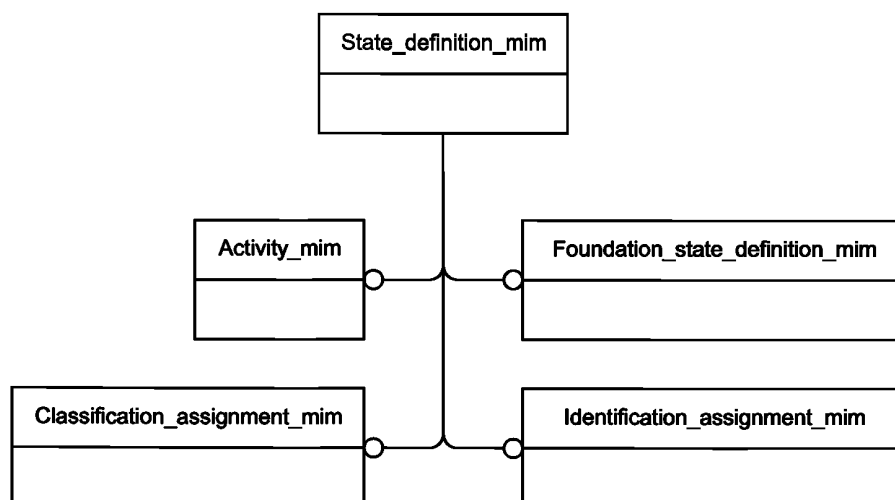 State_definition_mim
Activity_mim
Foundation_state_definition_mim
Classification_assignment_mim
Identification_assignment_mim